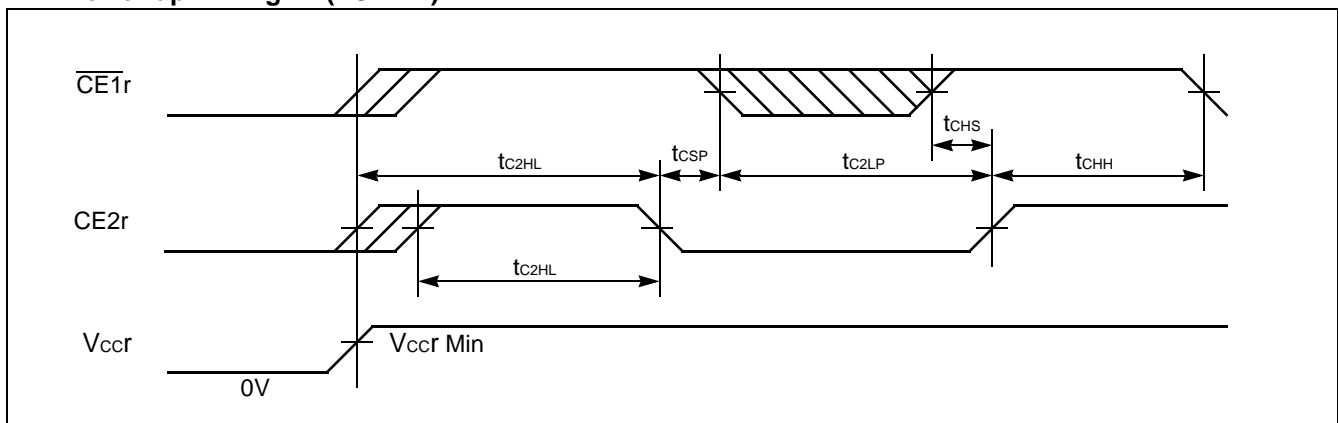 CE1r
tCHS
tC2HL
tCSP
tC2LP
tCHH
CE2r
tC2HL
VCCr
VCCr Min
0V